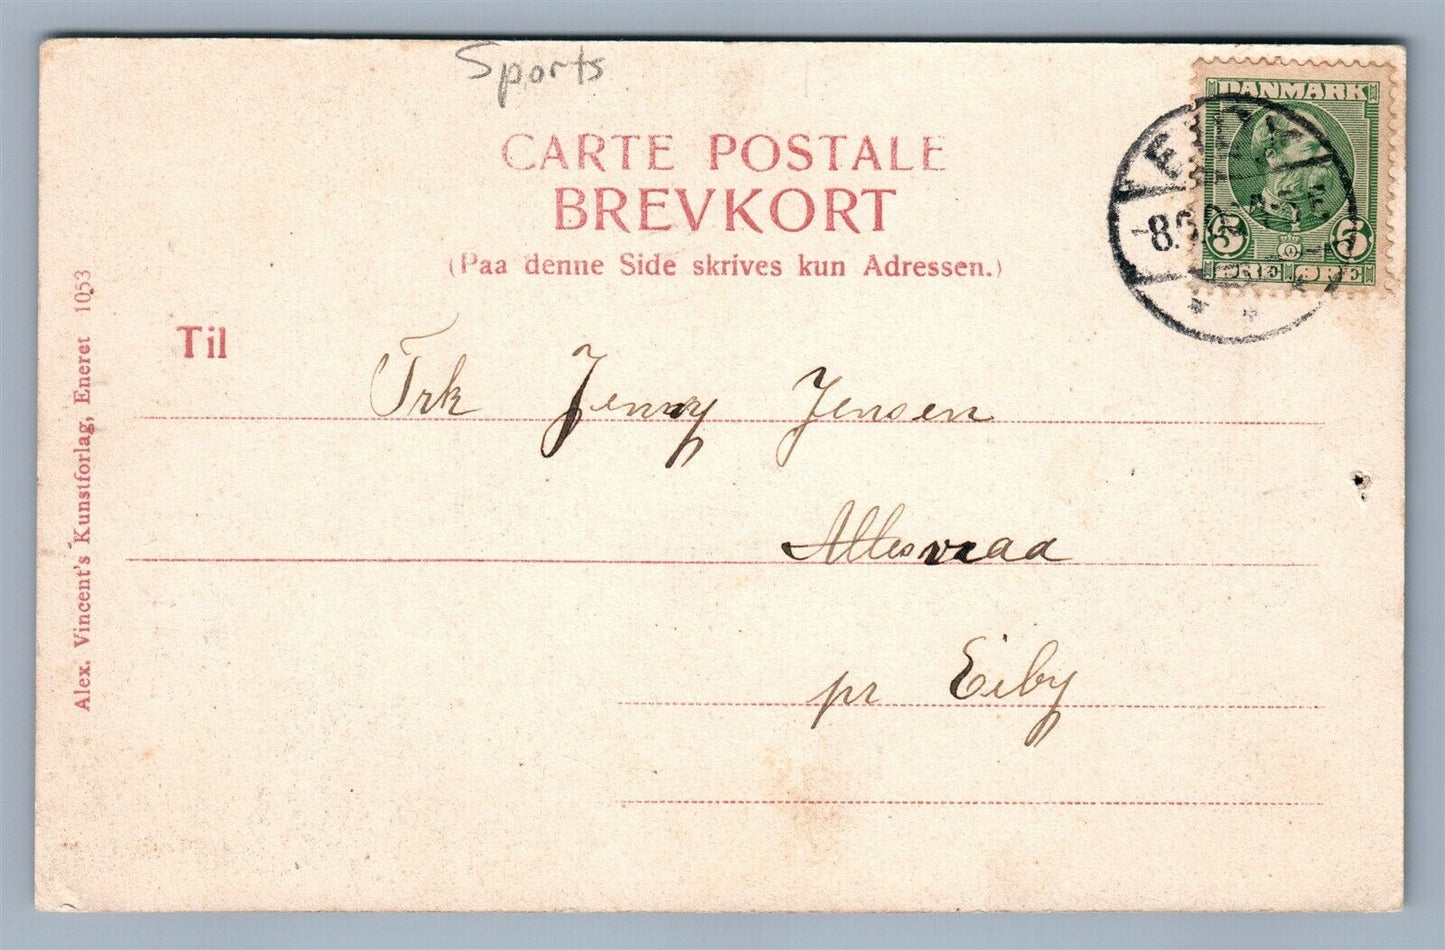 Sports
CARTE POSTALE
BREVKORT
(Paa denne Side skrives kun Adressen.)
DANMARK
5 5
ØRE ØRE
Til
Frk Jenny Jensen
Allesvraa
pr Eiby
Alex. Vincent's Kunstforlag, Eneret 1053